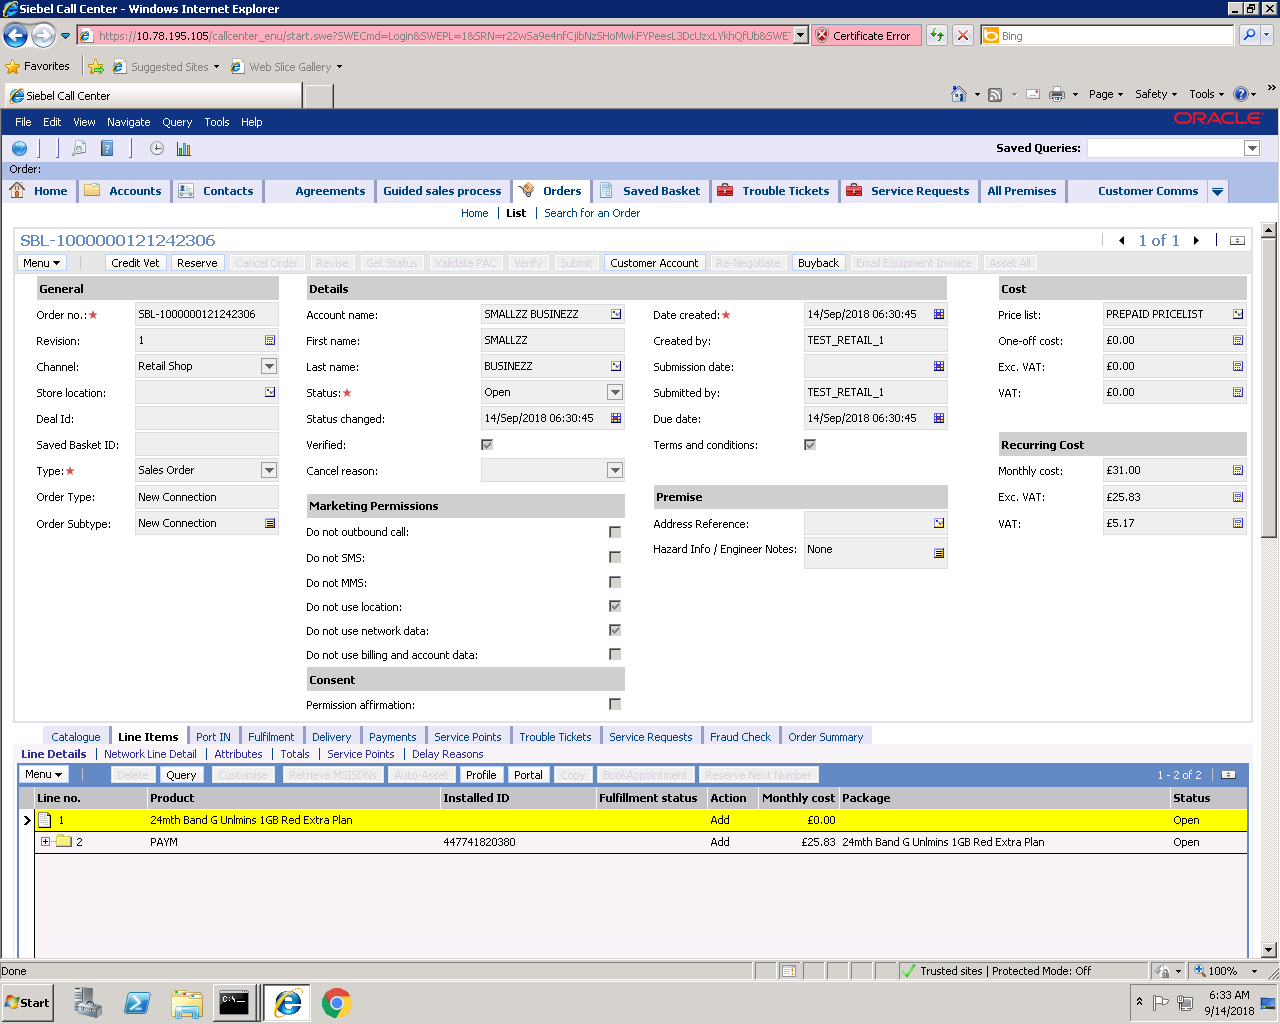 Siebel Call Center - Windows Internet Explorer
https://10.78.195.105/callcenter_enu/start.swe?SWECmd=Login&SWEPL=1&SRN= Certificate Error Bing
Favorites Suggested Sites Web Slice Gallery
Siebel Call Center Page Safety Tools »
File Edit View Navigate Query Tools Help ORACLE
Saved Queries:
Order:
Home Accounts Contacts Agreements Guided sales process Orders Saved Basket Trouble Tickets Service Requests All Premises Customer Comms
Home List Search for an Order
SBL-1000000121242306 1 of 1
Menu Credit Vet Reserve Cancel Order Revise Get Status Validate PAC Verify Submit Customer Account Re-Negotiate Buyback Email Equipment Invoice Asset All
General Details Cost
Order no.:★ SBL-1000000121242306 Account name: SMALLZZ BUSINEZZ Date created:★ 14/Sep/2018 06:30:45 Price list: PREPAID PRICELIST
Revision: 1 First name: SMALLZZ Created by: TEST_RETAIL_1 One-off cost: £0.00
Channel: Retail Shop Last name: BUSINEZZ Submission date: Exc. VAT: £0.00
Store location: Status:★ Open Submitted by: TEST_RETAIL_1 VAT: £0.00
Deal Id: Status changed: 14/Sep/2018 06:30:45 Due date: 14/Sep/2018 06:30:45
Saved Basket ID: Verified: Terms and conditions: Recurring Cost
Type:★ Sales Order Cancel reason: Monthly cost: £31.00
Order Type: New Connection Marketing Permissions Premise Exc. VAT: £25.83
Order Subtype: New Connection Do not outbound call: Address Reference: VAT: £5.17
Do not SMS: Hazard Info / Engineer Notes: None
Do not MMS:
Do not use location:
Do not use network data:
Do not use billing and account data:
Consent
Permission affirmation:
Catalogue Line Items Port IN Fulfilment Delivery Payments Service Points Trouble Tickets Service Requests Fraud Check Order Summary
Line Details Network Line Detail Attributes Totals Service Points Delay Reasons
Menu Delete Query Customise Retrieve MSISDNs Auto-Asset Profile Portal Copy BookAppointment Reserve Next Number 1 - 2 of 2
Line no. Product Installed ID Fulfillment status Action Monthly cost Package Status
1 24mth Band G Unlmins 1GB Red Extra Plan Add £0.00 Open
2 PAYM 447741820380 Add £25.83 24mth Band G Unlmins 1GB Red Extra Plan Open
Done Trusted sites | Protected Mode: Off 100%
Start 6:33 AM
9/14/2018